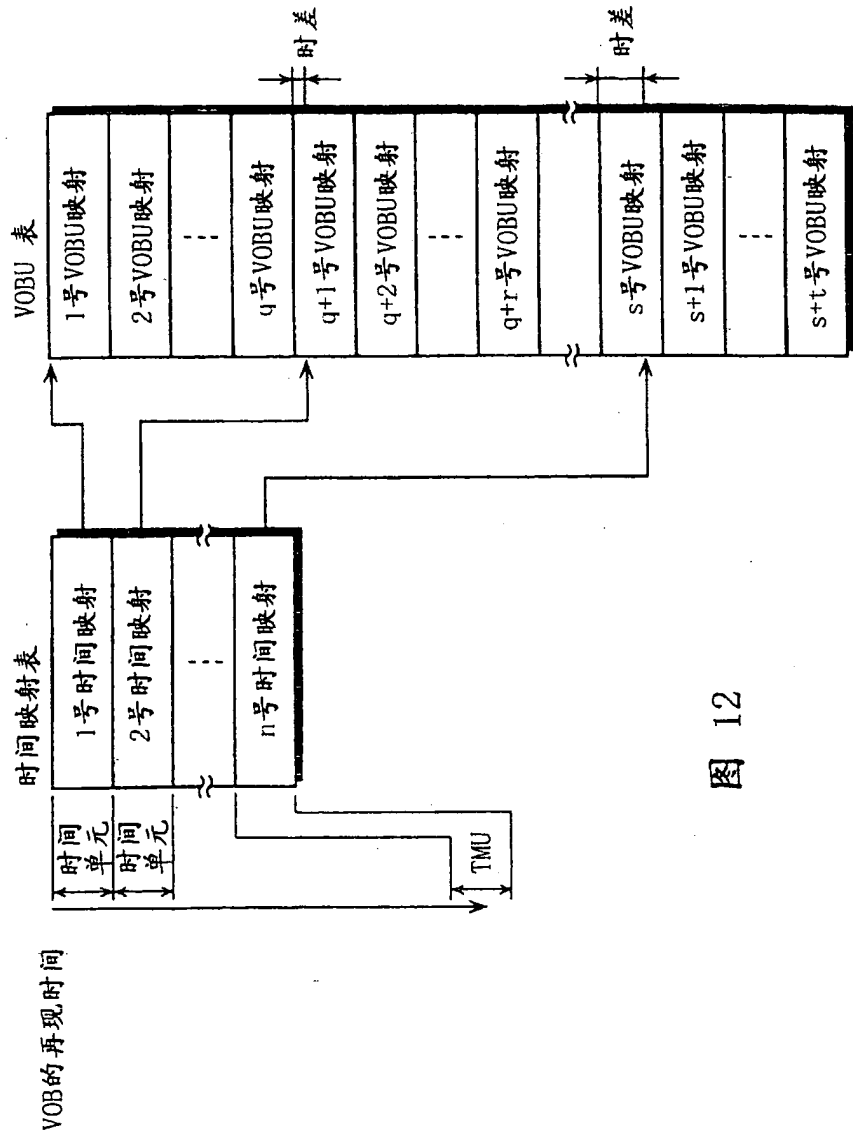 VOB的再现时间
时间
单元
时间
单元
TMU
时间映射表
1号时间映射
2号时间映射
---
n号时间映射
VOBU 表
1号VOBU映射
2号VOBU映射
---
q号VOBU映射
q+1号VOBU映射
q+2号VOBU映射
---
q+r号VOBU映射
s号VOBU映射
s+1号VOBU映射
---
s+t号VOBU映射
时差
时差
图 12